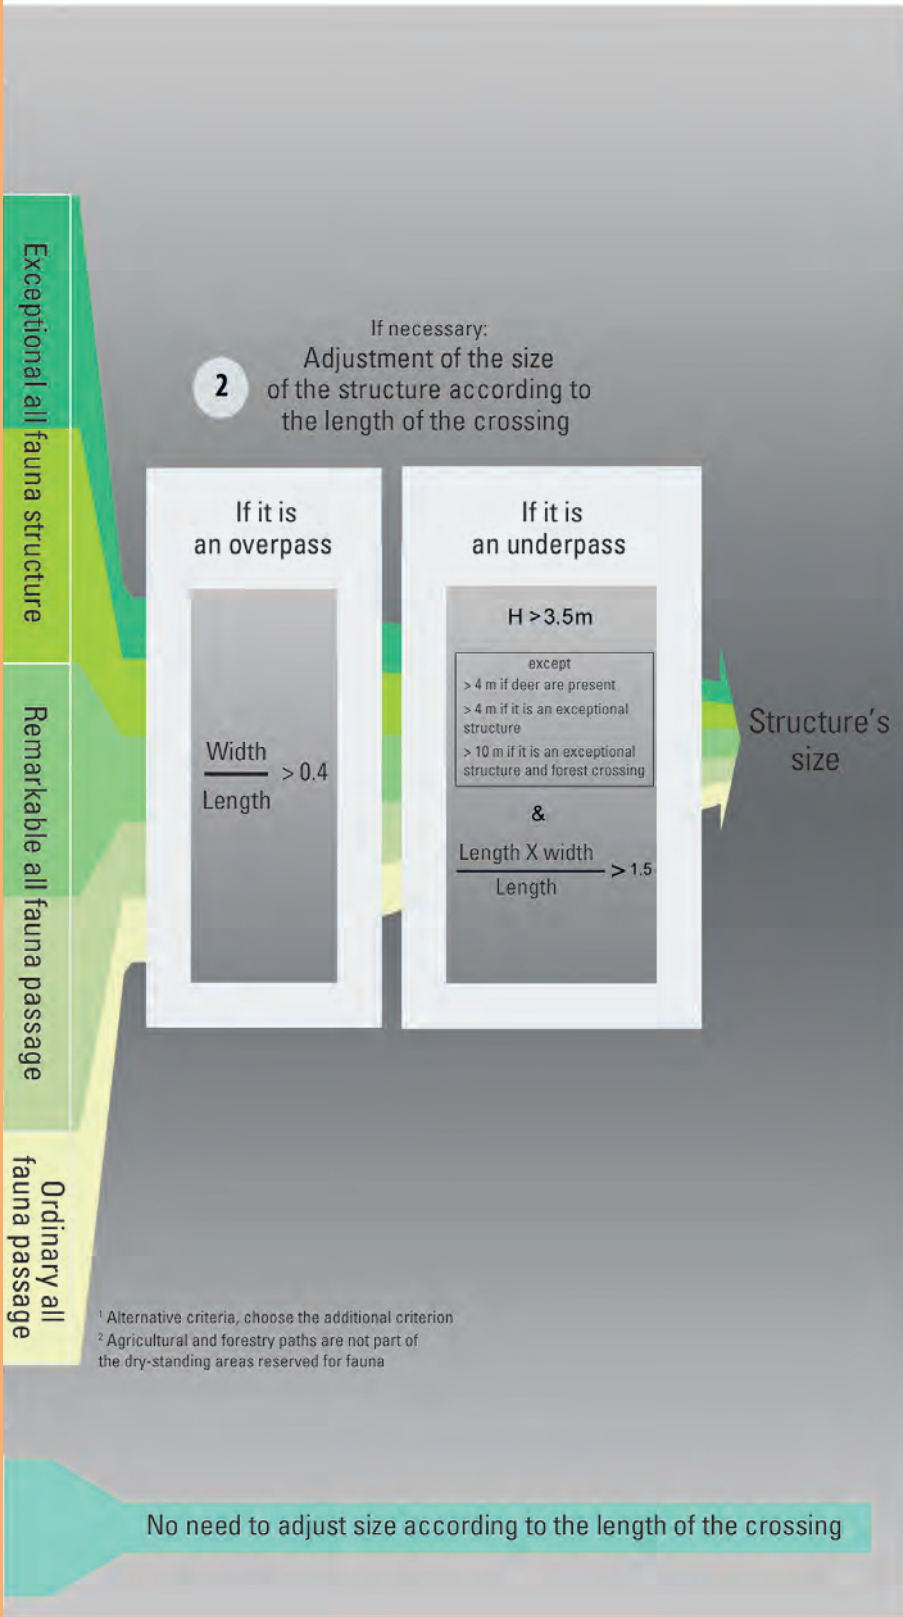 Exceptional all fauna structure
Remarkable all fauna passage
Ordinary all
fauna passage
If necessary:
2
Adjustment of the size
of the structure according to
the length of the crossing
If it is
an overpass
Width
Length
> 0.4
If it is
an underpass
H >3.5m
except
> 4 m if deer are present
> 4 m if it is an exceptional
structure
> 10 m if it is an exceptional
structure and forest crossing
&
Length X width
Length
> 1.5
Structure's
size
1 Alternative criteria, choose the additional criterion
2 Agricultural and forestry paths are not part of
the dry-standing areas reserved for fauna
No need to adjust size according to the length of the crossing